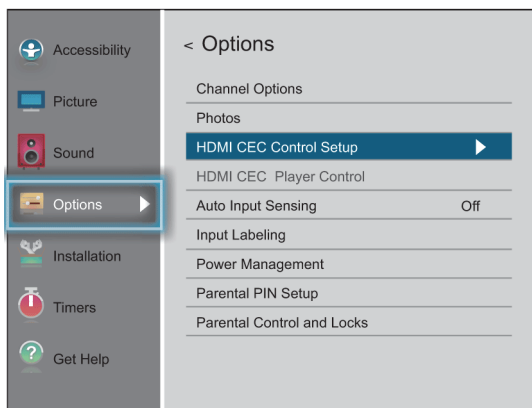 Accessibility
Picture
Sound
Options
Installation
Timers
Get Help
< Options
Channel Options
Photos
HDMI CEC Control Setup
HDMI CEC  Player Control
Auto Input Sensing Off
Input Labeling
Power Management
Parental PIN Setup
Parental Control and Locks